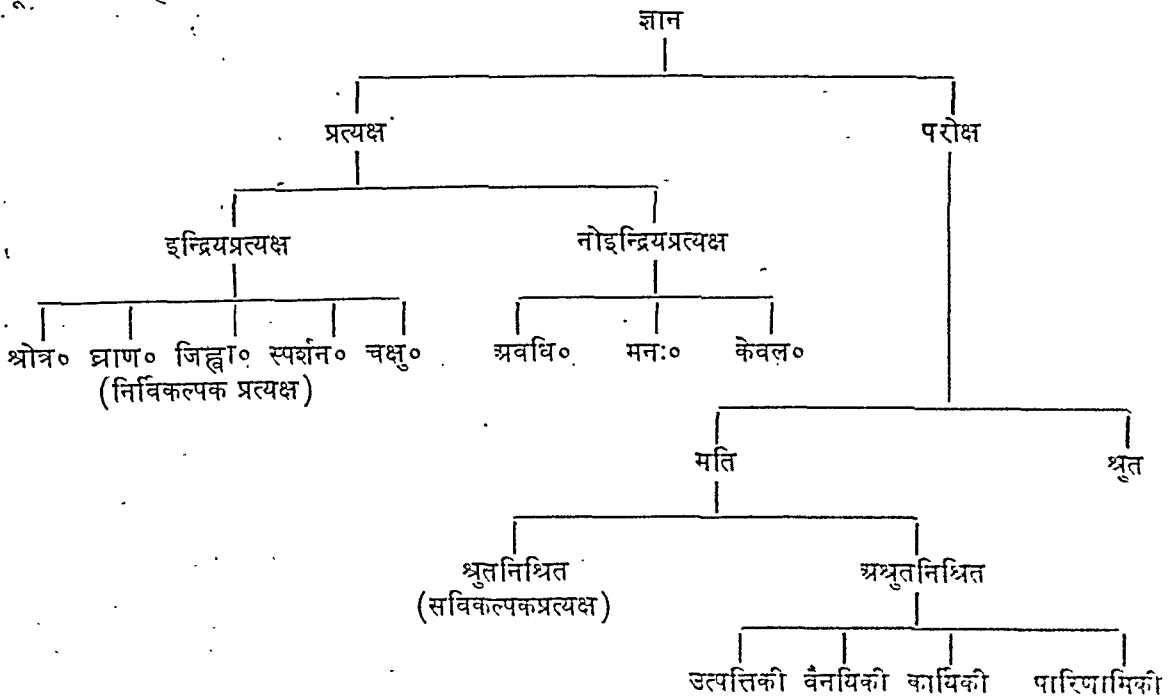 ज्ञान
प्रत्यक्ष परोक्ष
इन्द्रियप्रत्यक्ष नोइन्द्रियप्रत्यक्ष
श्रोत्र० घ्राण० जिह्वा० स्पर्शन० चक्षु० अवधि० मनः० केवल०
(निर्विकल्पक प्रत्यक्ष)
मति श्रुत
श्रुतनिश्रित अश्रुतनिश्रित
(सविकल्पकप्रत्यक्ष)
उत्पत्तिकी वैनयिकी कार्यिकी पारिणामिकी